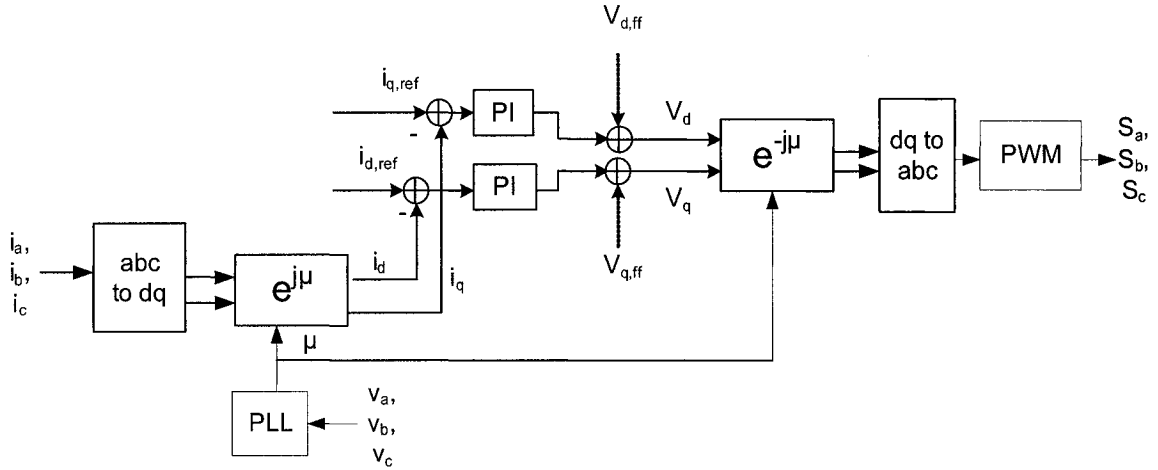 V_d,ff
i_q,ref
PI
V_d
-
i_d,ref
PI
-
V_q
V_q,ff
e^-jμ
dq to
abc
PWM
S_a,
S_b,
S_c
i_a,
i_b,
i_c
abc
to dq
e^jμ
i_d
i_q
μ
PLL
v_a,
v_b,
v_c